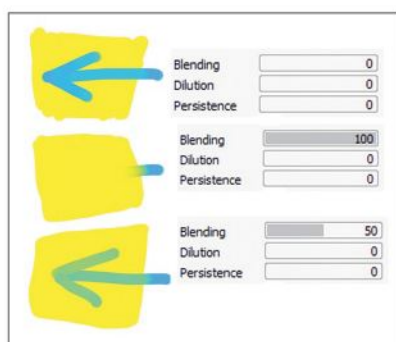 Blending 0
Dilution 0
Persistence 0
Blending 100
Dilution 0
Persistence 0
Blending 50
Dilution 0
Persistence 0